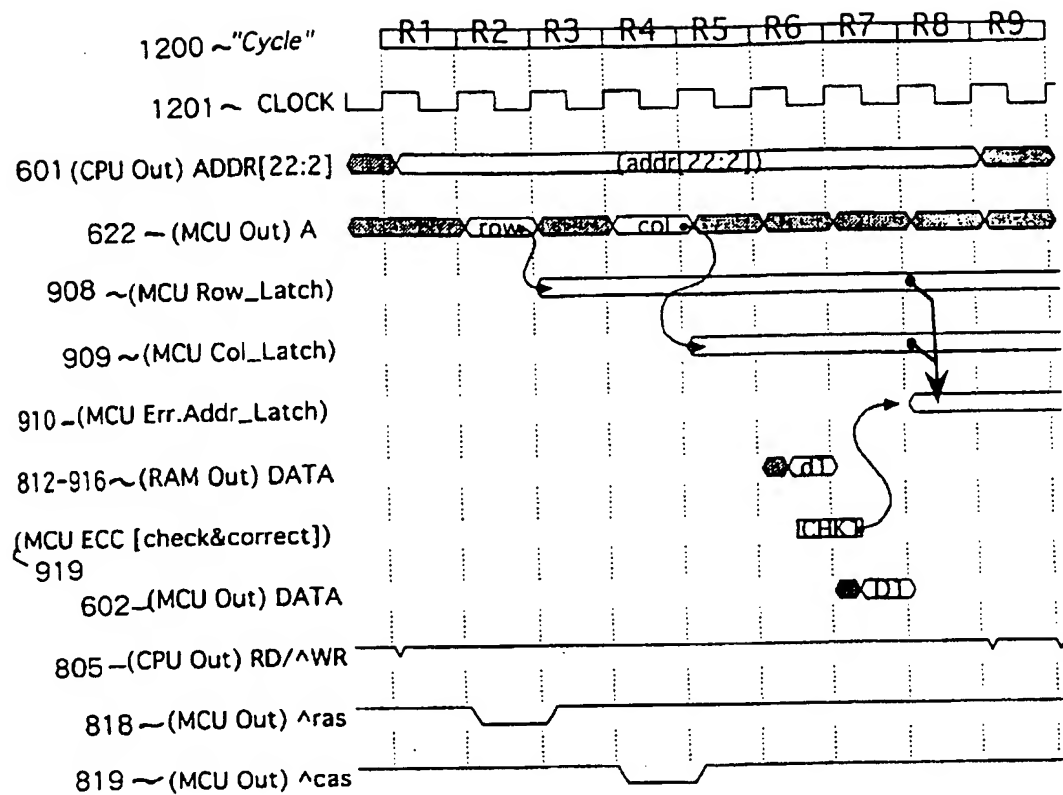 1200 ~ "Cycle" R1 R2 R3 R4 R5 R6 R7 R8 R9
1201 ~ CLOCK
601 (CPU Out) ADDR[22:2] (addr[22:2])
622 ~ (MCU Out) A row col
908 ~ (MCU Row_Latch)
909 ~ (MCU Col_Latch)
910 - (MCU Err.Addr_Latch)
812-916 ~ (RAM Out) DATA d1
(MCU ECC [check&correct]) CHK
919
602 - (MCU Out) DATA D1
805 - (CPU Out) RD/^WR
818 ~ (MCU Out) ^ras
819 ~ (MCU Out) ^cas